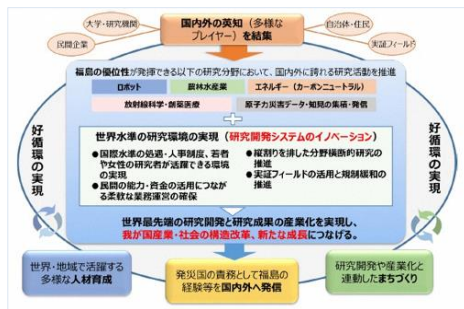 大学・研究機関
民間企業
国内外の英知（多様な
プレイヤー）を結集
自治体・住民
実証フィールド
福島の優位性が発揮できる以下の研究分野において、国内外に誇れる研究活動を推進
ロボット
農林水産業
エネルギー（カーボンニュートラル）
放射線科学・創薬医療
原子力災害データ・知見の集積・発信
世界水準の研究環境の実現（研究開発システムのイノベーション）
●国際水準の処遇・人事制度、若者
や女性の研究者が活躍できる環境
の実現
●民間の能力・資金の活用につなが
る柔軟な業務運営の確保
●縦割りを排した分野横断的研究の
推進
●実証フィールドの活用と規制緩和の
推進
世界最先端の研究開発と研究成果の産業化を実現し、
我が国産業・社会の構造改革、新たな成長につなげる。
好循環の実現
好循環の実現
世界・地域で活躍する
多様な人材育成
発災国の責務として福島の
経験等を国内外へ発信
研究開発や産業化と
連動したまちづくり